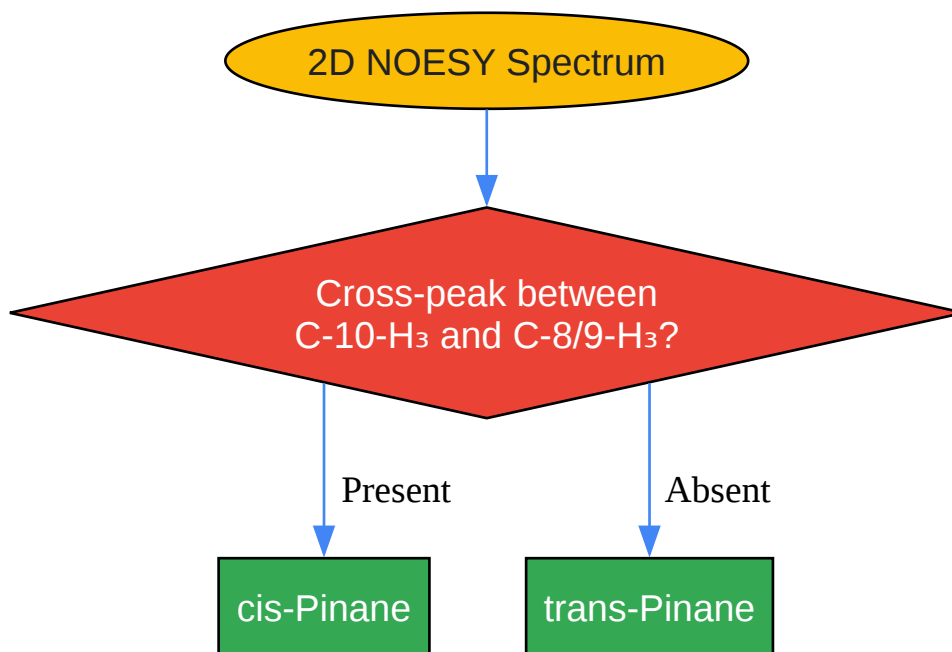 2D NOESY Spectrum
Cross-peak between
C-10-H₃ and C-8/9-H₃?
Present
Absent
cis-Pinane
trans-Pinane